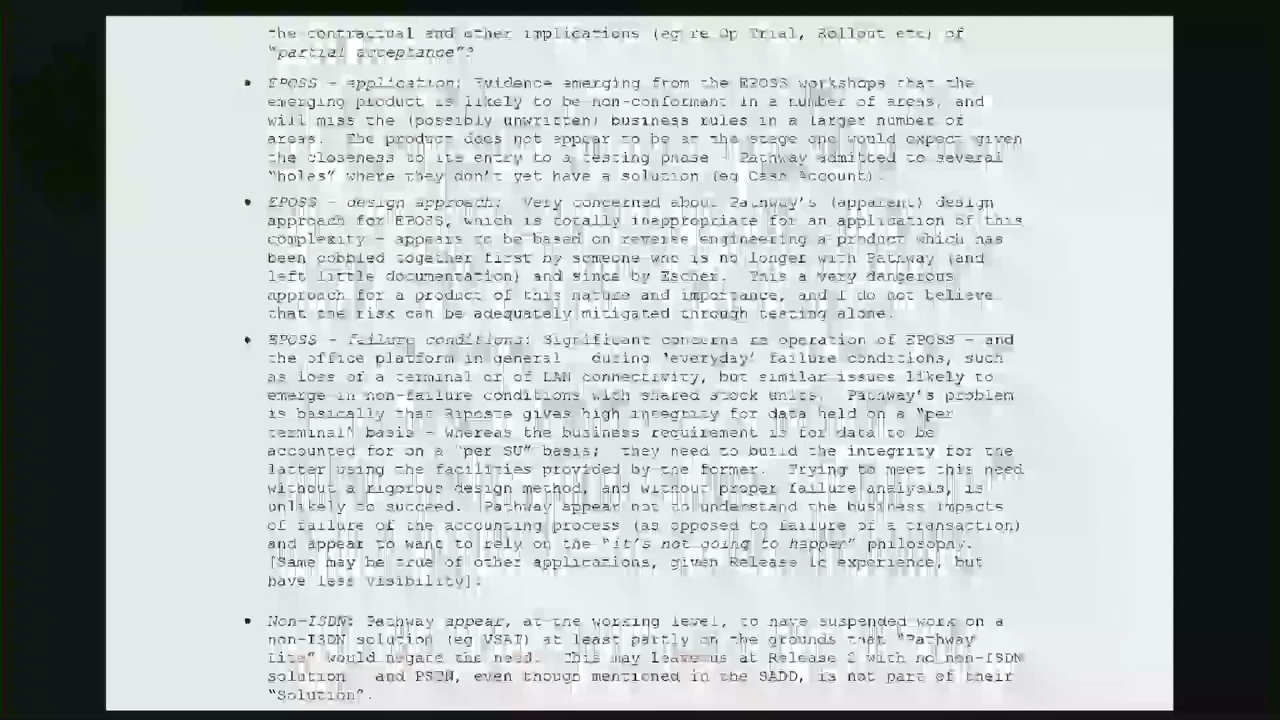 the contractual and other implications (eg re Op Trial, Rollout etc) of
"partial acceptance"?
• EPOSS – application: Evidence emerging from the EPOSS workshops that the
emerging product is likely to be non-conformant in a number of areas, and
will miss the (possibly unwritten) business rules in a larger number of
areas. The product does not appear to be at the stage one would expect given
the closeness to its entry to a testing phase Pathway admitted to several
"holes" where they don't yet have a solution (eg Cash Account).
• EPOSS – design approach: Very concerned about Pathway's (apparent) design
approach for EPOSS, which is totally inappropriate for an application of this
complexity – appears to be based on reverse engineering a product which has
been cobbled together first by someone who is no longer with Pathway (and
left little documentation) and since by Escher. This a very dangerous
approach for a product of this nature and importance, and I do not believe
that the risk can be adequately mitigated through testing alone.
• EPOSS – failure conditions: Significant concerns re operation of EPOSS – and
the office platform in general during 'everyday' failure conditions, such
as loss of a terminal or of LAN connectivity, but similar issues likely to
emerge in non-failure conditions with shared stock units. Pathway's problem
is basically that Riposte gives high integrity for data held on a "per
terminal" basis – whereas the business requirement is for data to be
accounted for on a "per SU" basis; they need to build the integrity for the
latter using the facilities provided by the former. Trying to meet this need
without a rigorous design method, and without proper failure analysis, is
unlikely to succeed. Pathway appear not to understand the business impacts
of failure of the accounting process (as opposed to failure of a transaction)
and appear to want to rely on the "it's not going to happen" philosophy.
[Same may be true of other applications, given Release 1c experience, but
have less visibility].
• Non-ISDN: Pathway appear, at the working level, to have suspended work on a
non-ISDN solution (eg VSAT) at least partly on the grounds that "Pathway
Lite" would negate the need. This may leave us at Release 2 with no non-ISDN
solution and PSTN, even though mentioned in the SADD, is not part of their
"Solution".